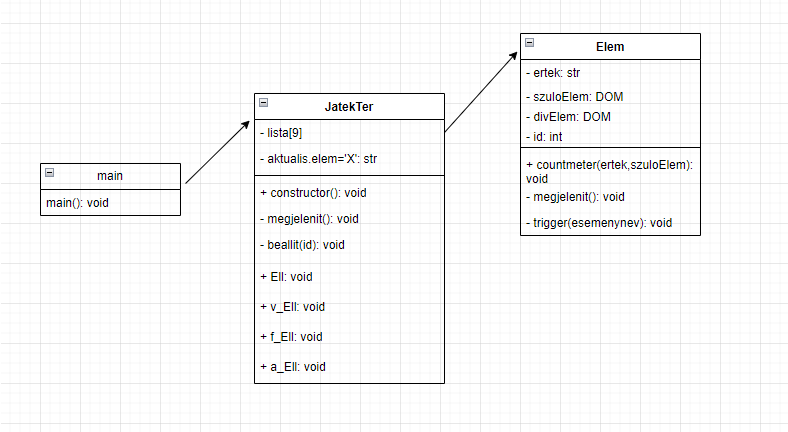 main
main(): void
JatekTer
- lista[9]
- aktualis.elem='X': str
+ constructor(): void
- megjelenit(): void
- beallit(id): void
+ Ell: void
+ v_Ell: void
+ f_Ell: void
+ a_Ell: void
Elem
- ertek: str
- szuloElem: DOM
- divElem: DOM
- id: int
+ countmeter(ertek,szuloElem):
void
- megjelenit(): void
- trigger(esemenynev): void